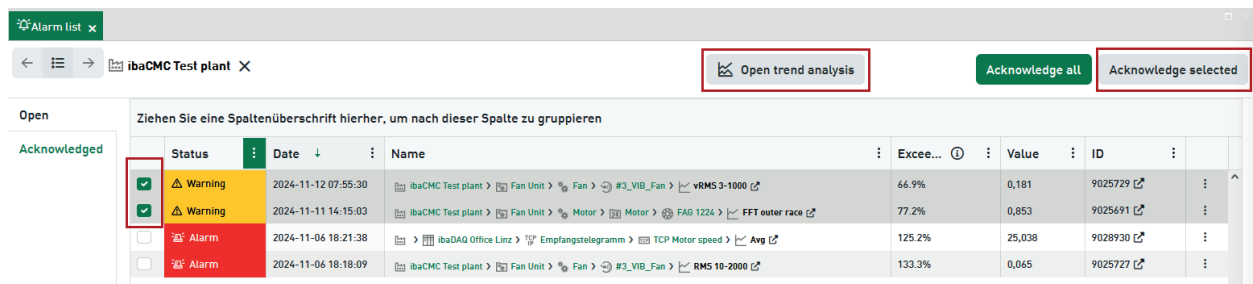 Alarm list
ibaCMC Test plant
Open trend analysis
Acknowledge all
Acknowledge selected
Open
Acknowledged
Ziehen Sie eine Spaltenüberschrift hierher, um nach dieser Spalte zu gruppieren
Status Date Name Excee... Value ID
Warning 2024-11-12 07:55:30 ibaCMC Test plant > Fan Unit > Fan > #3_VIB_Fan > vRMS 3-1000 66.9% 0,181 9025729
Warning 2024-11-11 14:15:03 ibaCMC Test plant > Fan Unit > Motor > Motor > FAG 1224 > FFT outer race 77.2% 0,853 9025691
Alarm 2024-11-06 18:21:38 > ibaDAQ Office Linz > Empfangstelegramm > TCP Motor speed > Avg 125.2% 25,038 9028930
Alarm 2024-11-06 18:18:09 ibaCMC Test plant > Fan Unit > Fan > #3_VIB_Fan > RMS 10-2000 133.3% 0,065 9025727